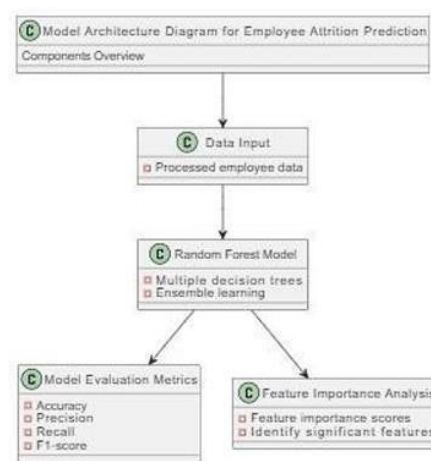 C Model Architecture Diagram for Employee Attrition Prediction
Components Overview
C Data Input
Processed employee data
C Random Forest Model
Multiple decision trees
Ensemble learning
C Model Evaluation Metrics
Accuracy
Precision
Recall
F1-score
C Feature Importance Analysis
Feature importance scores
Identify significant features